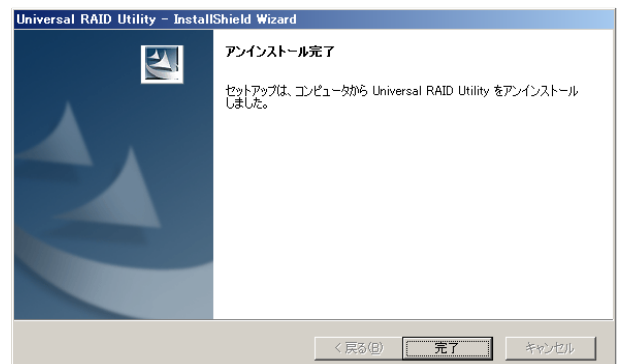 Universal RAID Utility - InstallShield Wizard
アンインストール完了
セットアップは、コンピュータから Universal RAID Utility をアンインストール
しました。
< 戻る(B)
完了
キャンセル